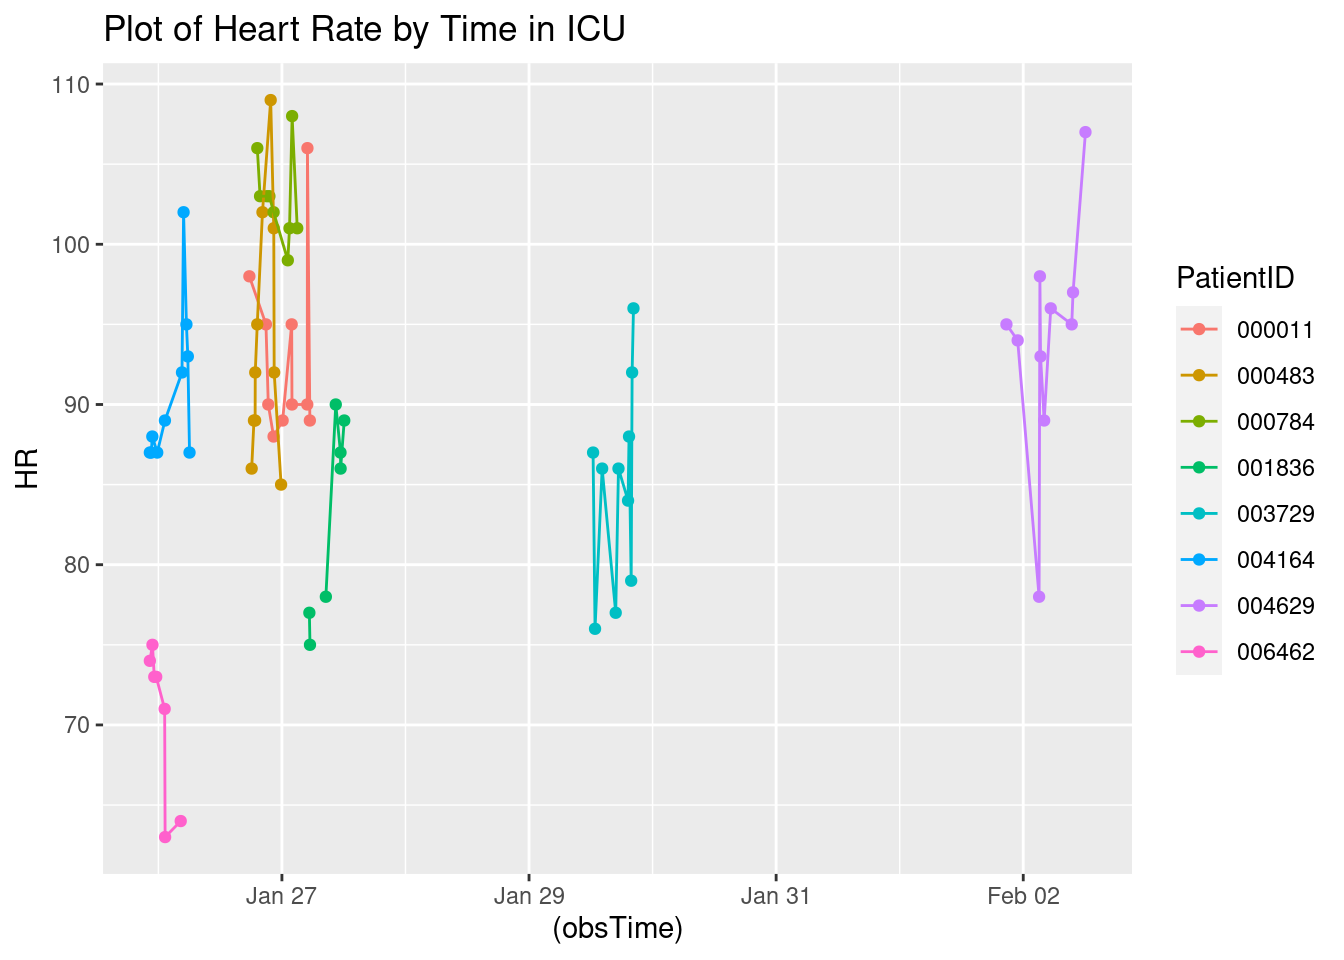 Plot of Heart Rate by Time in ICU
110
100
90
80
70
HR
Jan 27
Jan 29
Jan 31
Feb 02
(obsTime)
PatientID
000011
000483
000784
001836
003729
004164
004629
006462